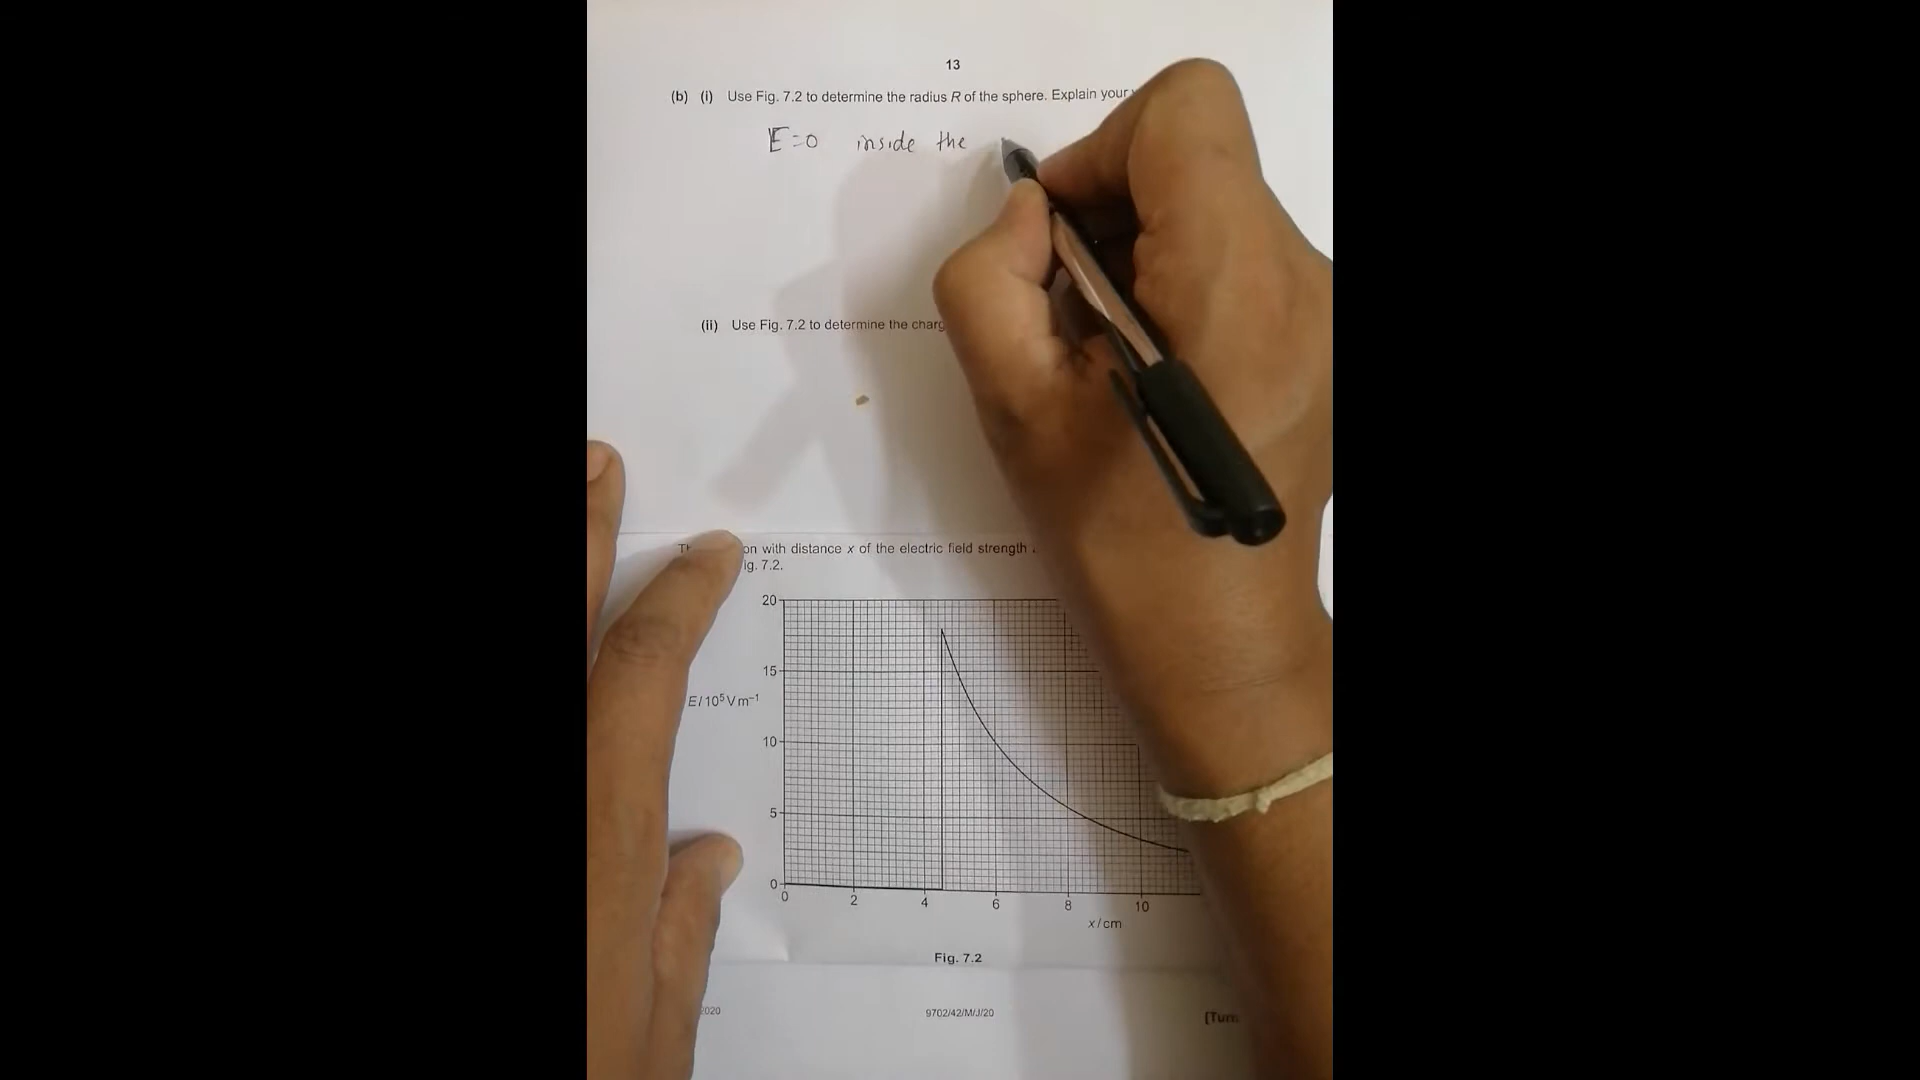 13
(b) (i) Use Fig. 7.2 to determine the radius R of the sphere. Explain your
E=0 inside the
(ii) Use Fig. 7.2 to determine the charg
on with distance x of the electric field strength
ig. 7.2.
20
15
E/10⁵Vm⁻¹
10
5
0
0 2 4 6 8 10
x/cm
Fig. 7.2
2020 9702/42/M/J/20 [Turn